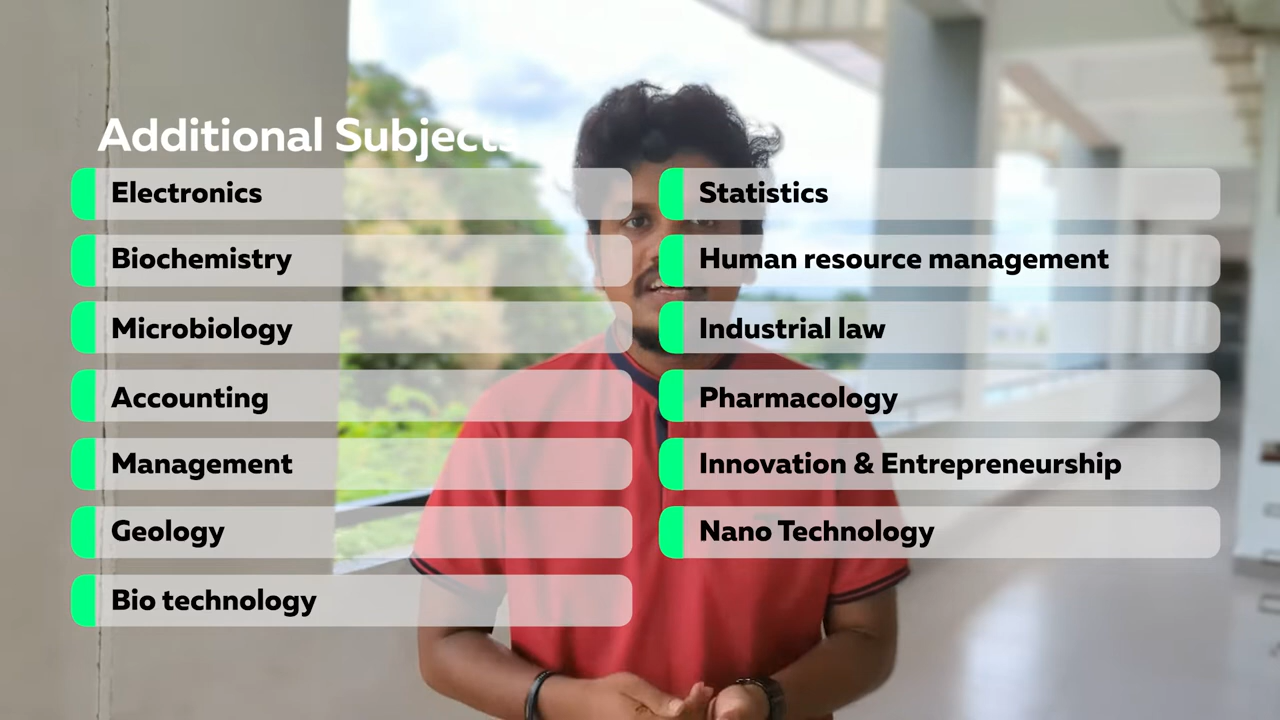 Additional Subjects
Electronics
Biochemistry
Microbiology
Accounting
Management
Geology
Bio technology
Statistics
Human resource management
Industrial law
Pharmacology
Innovation & Entrepreneurship
Nano Technology